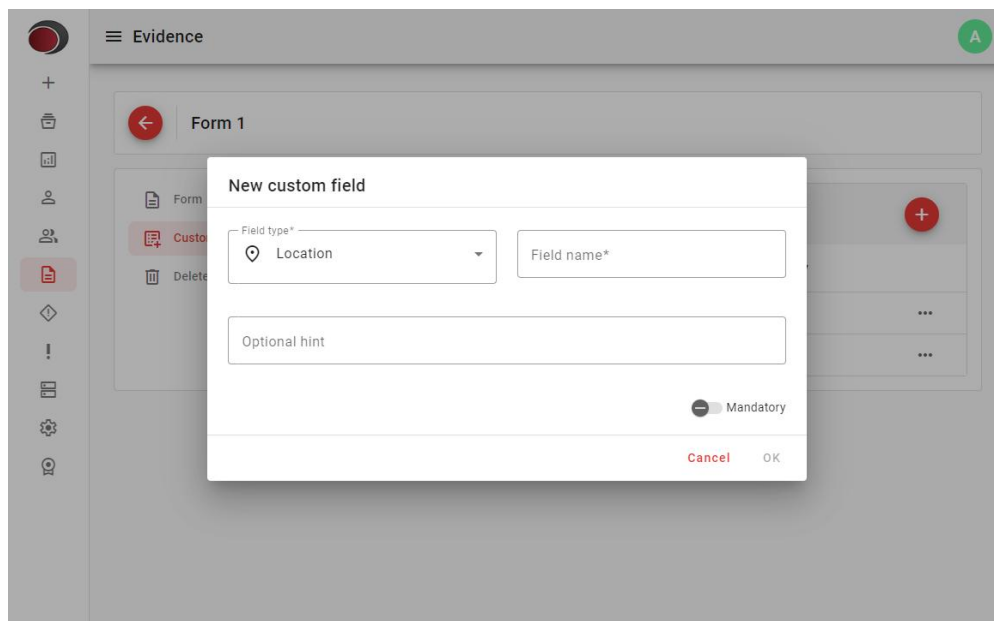 Evidence
A
Form 1
New custom field
Form
Field type*
Location
Field name*
Custo
Delete
Optional hint
Mandatory
Cancel
OK